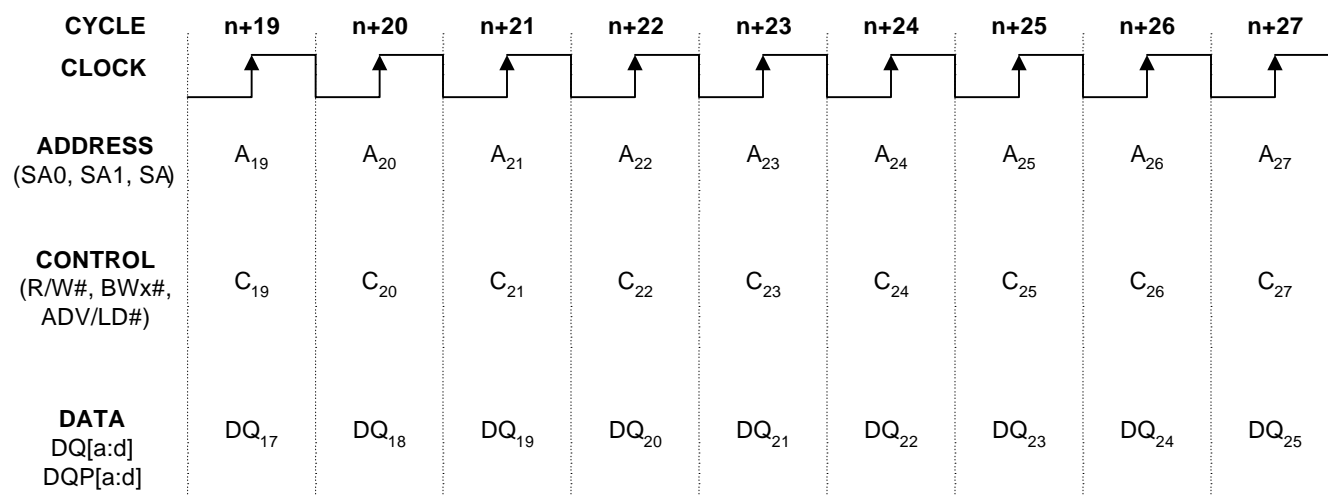 CYCLE n+19 n+20 n+21 n+22 n+23 n+24 n+25 n+26 n+27
CLOCK
ADDRESS
(SA0, SA1, SA) A19 A20 A21 A22 A23 A24 A25 A26 A27
CONTROL
(R/W#, BWx#, C19 C20 C21 C22 C23 C24 C25 C26 C27
ADV/LD#)
DATA
DQ[a:d] DQ17 DQ18 DQ19 DQ20 DQ21 DQ22 DQ23 DQ24 DQ25
DQP[a:d]